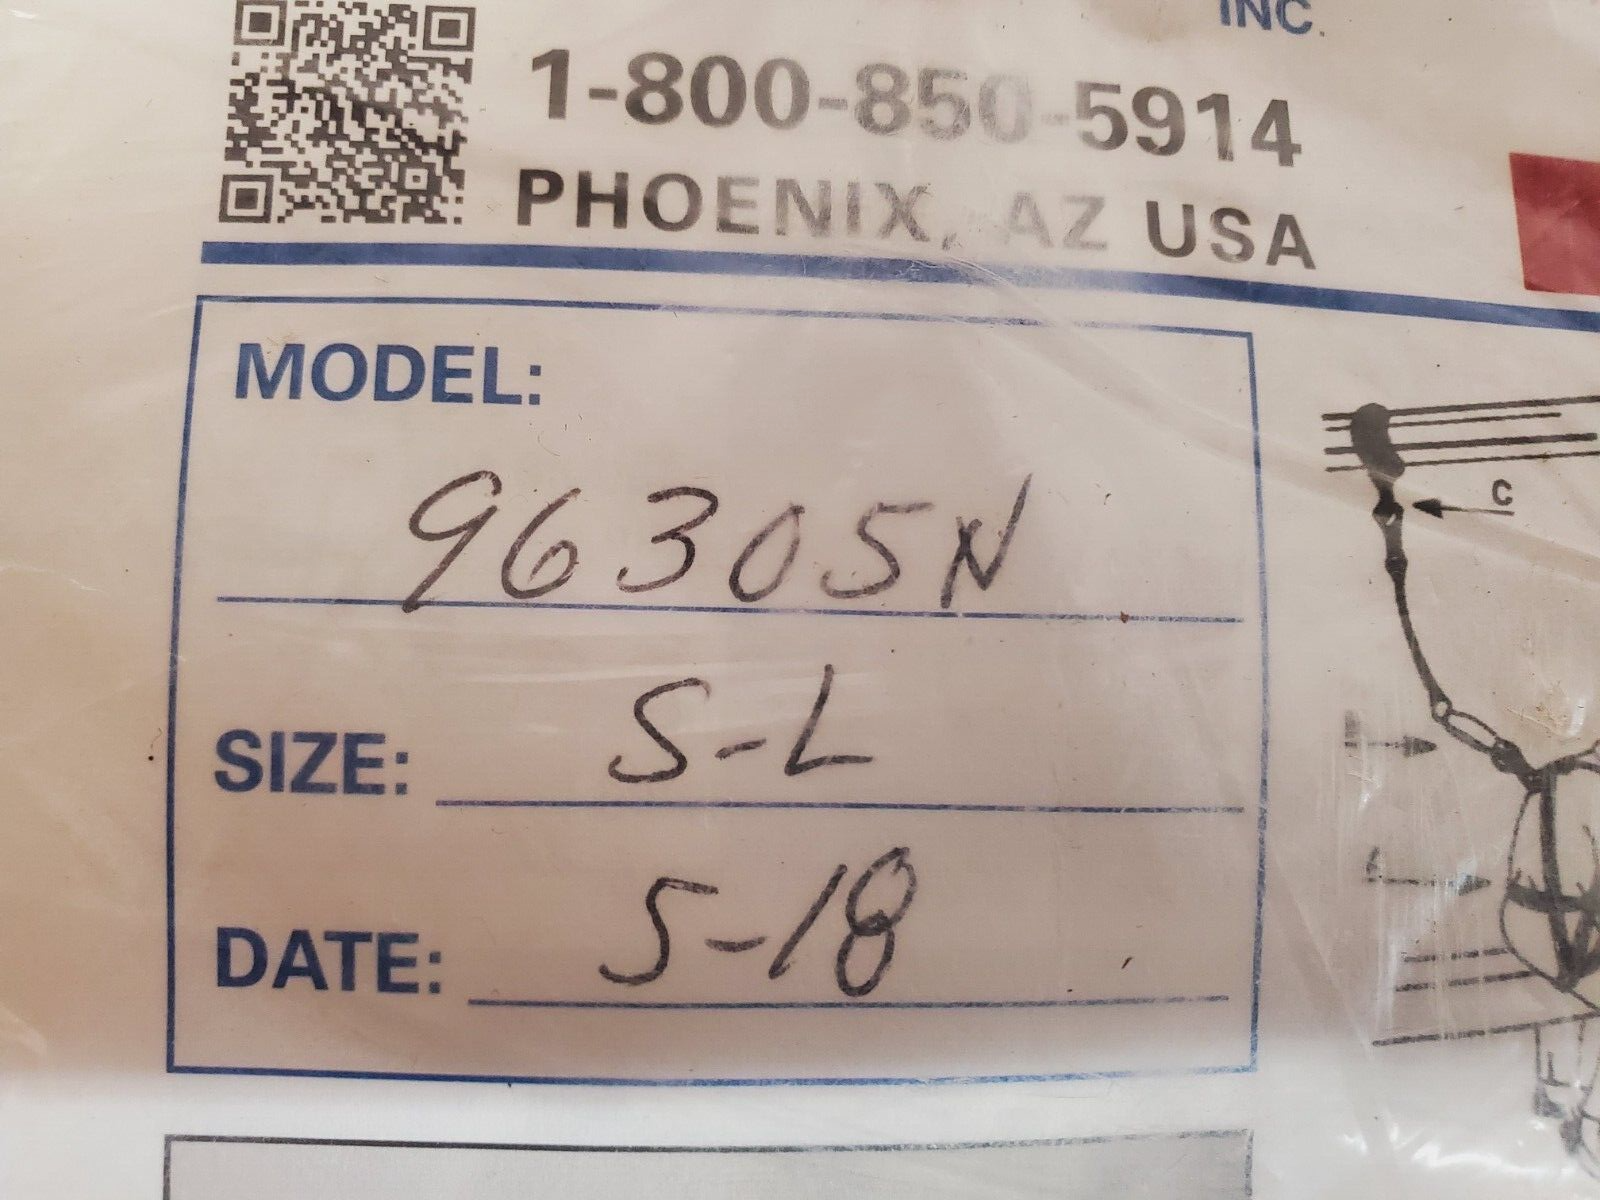 INC.
1-800-850-5914
PHOENIX, AZ USA
MODEL:
96305N
SIZE: S-L
DATE: 5-18
C